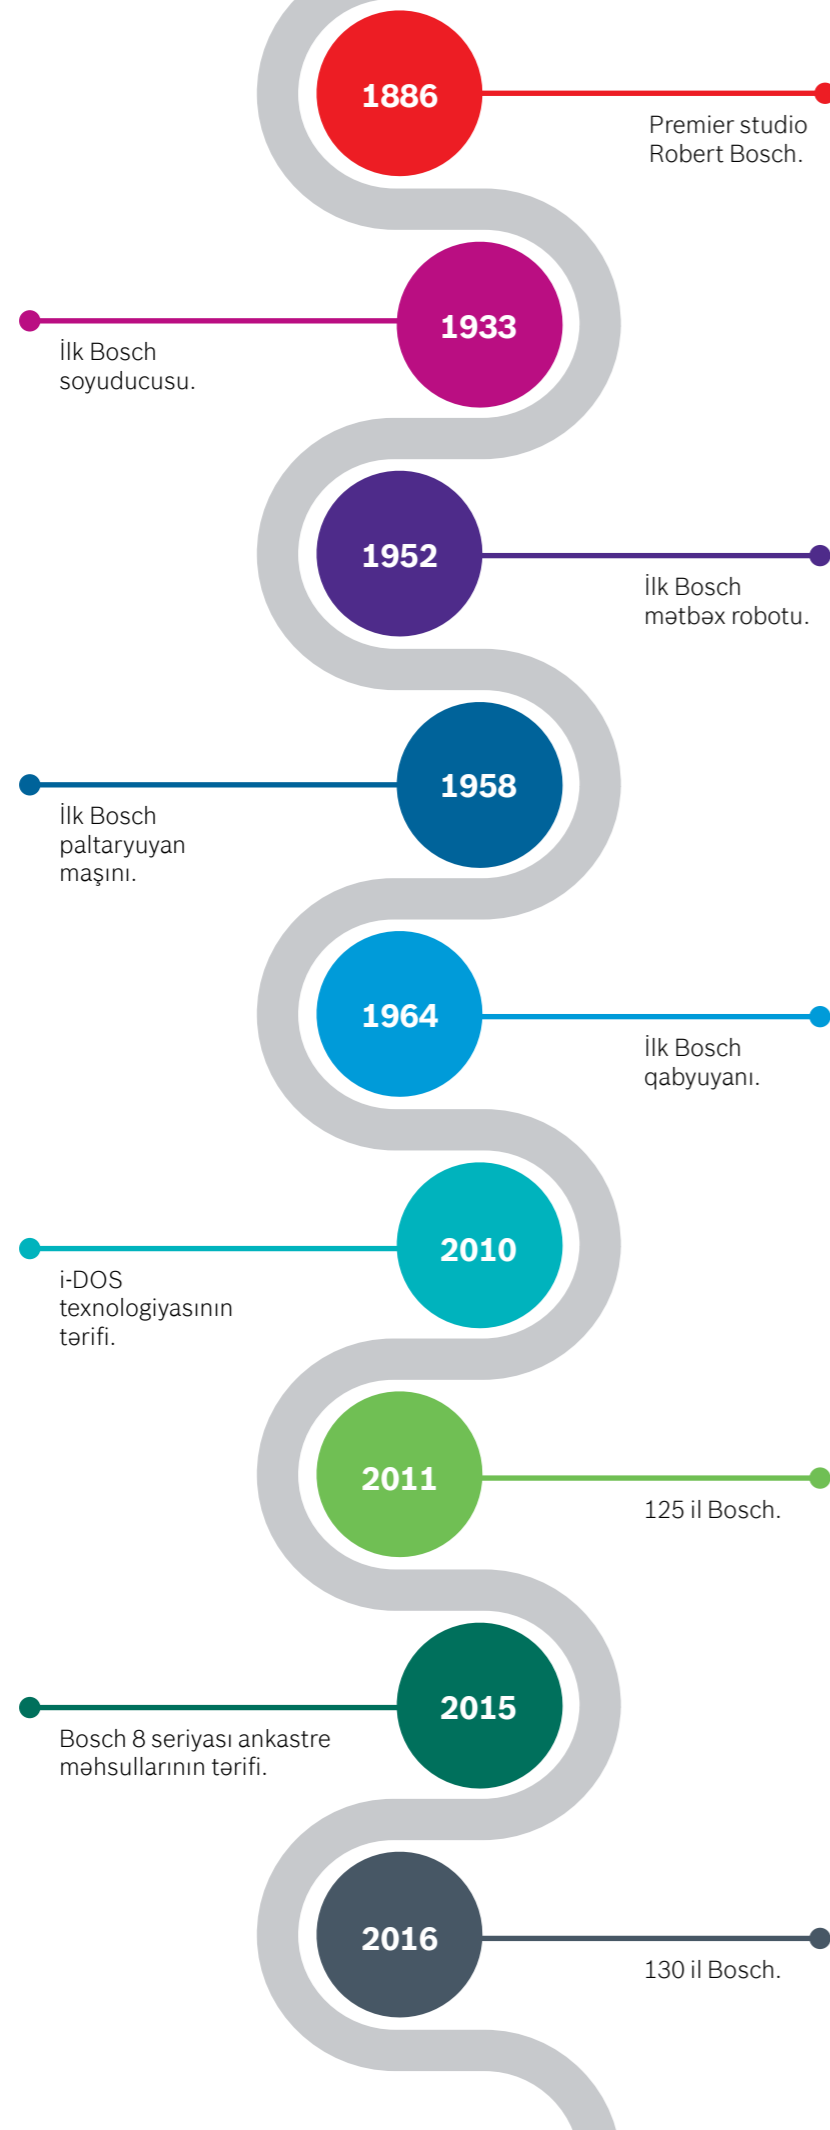 1886
Premier studio
Robert Bosch.
1933
İlk Bosch
soyuducusu.
1952
İlk Bosch
mətbəx robotu.
1958
İlk Bosch
paltaryuyan
maşını.
1964
İlk Bosch
qabyuyanı.
2010
i-DOS
texnologiyasının
tərifi.
2011
125 il Bosch.
2015
Bosch 8 seriyası ankastre
məhsullarının tərifi.
2016
130 il Bosch.